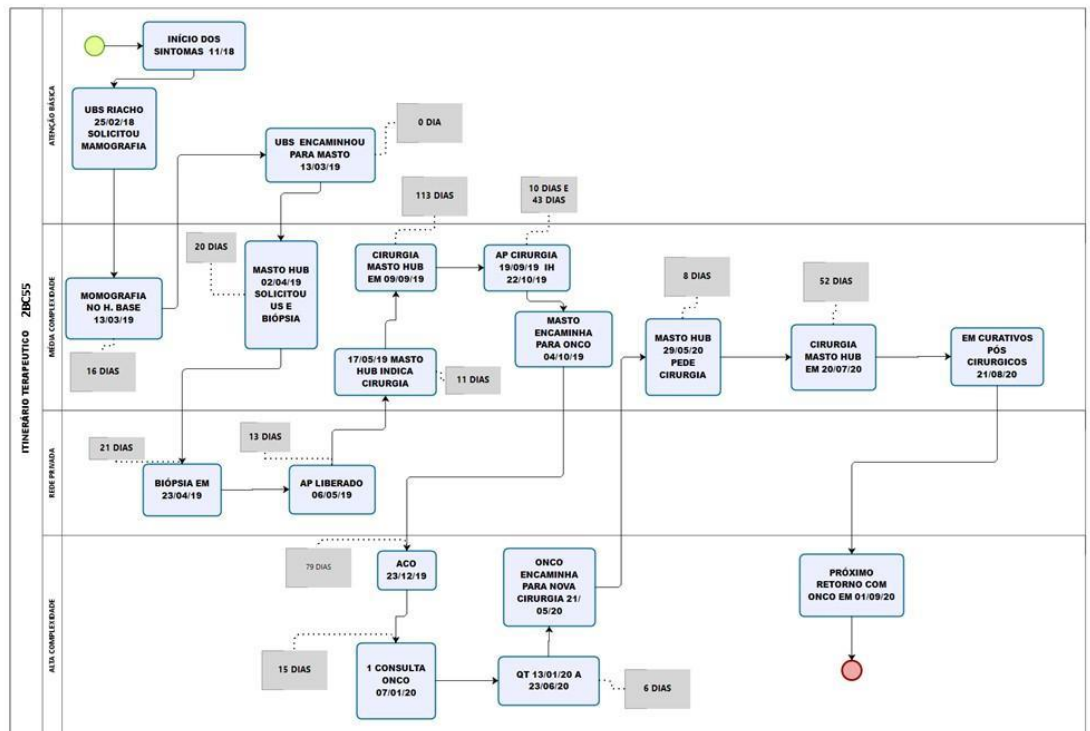 ITINERÁRIO TERAPEUTICO 2BC55
ATENÇÃO BÁSICA
INÍCIO DOS
SINTOMAS 11/18
UBS RIACHO
25/02/18
SOLICITOU
MAMOGRAFIA
UBS ENCAMINHOU
PARA MASTO
13/03/19
0 DIA
113 DIAS
10 DIAS E
43 DIAS
MÉDIA COMPLEXIDADE
MOMOGRAFIA
NO H. BASE
13/03/19
16 DIAS
20 DIAS
MASTO HUB
02/04/19
SOLICITOU
US E
BIÓPSIA
CIRURGIA
MASTO HUB
EM 09/09/19
17/05/19 MASTO
HUB INDICA
CIRURGIA
11 DIAS
AP CIRURGIA
19/09/19 IH
22/10/19
MASTO
ENCAMINHA
PARA ONCO
04/10/19
8 DIAS
MASTO HUB
29/05/20
PEDE
CIRURGIA
52 DIAS
CIRURGIA
MASTO HUB
EM 20/07/20
EM CURATIVOS
PÓS
CIRURGICOS
21/08/20
REDE PRIVADA
21 DIAS
BIÓPSIA EM
23/04/19
13 DIAS
AP LIBERADO
06/05/19
ALTA COMPLEXIDADE
79 DIAS
ACO
23/12/19
15 DIAS
1 CONSULTA
ONCO
07/01/20
ONCO
ENCAMINHA
PARA NOVA
CIRURGIA 21/
05/20
QT 13/01/20 A
23/06/20
6 DIAS
PRÓXIMO
RETORNO COM
ONCO EM 01/09/20